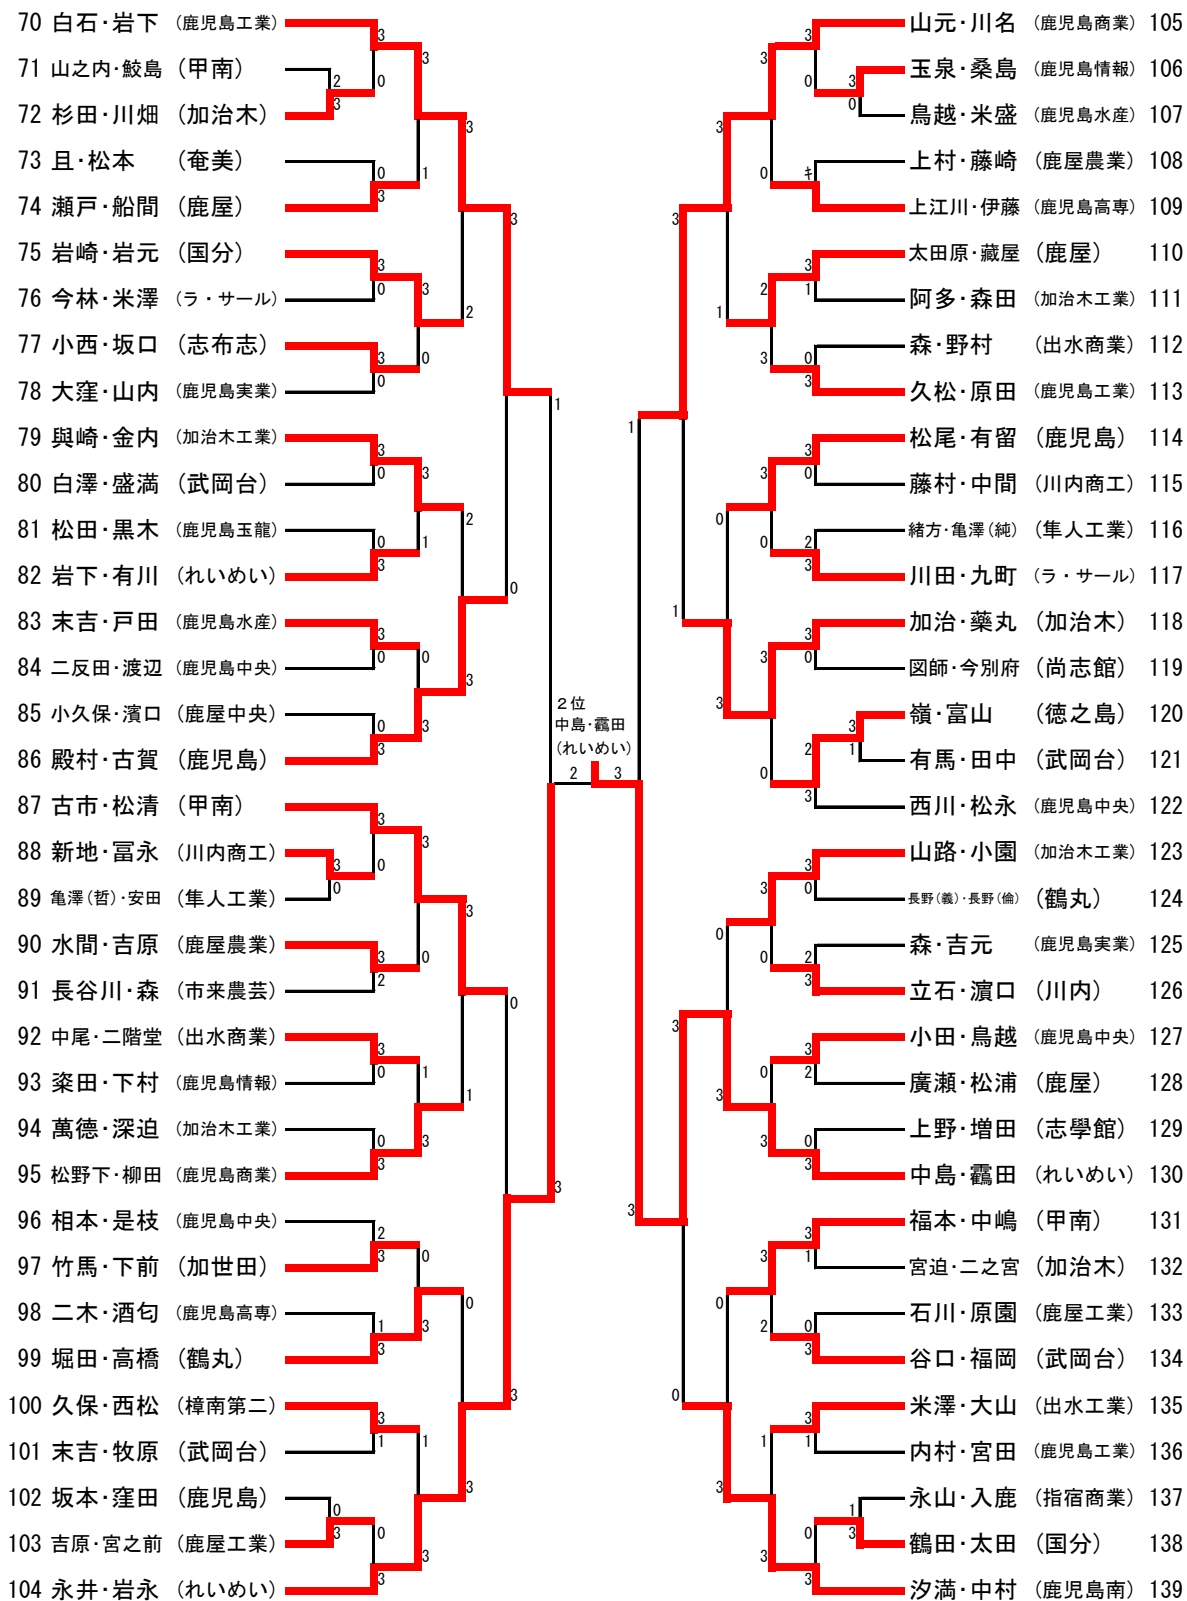 70 白石・岩下 (鹿児島工業)
71 山之内・鮫島 (甲南)
72 杉田・川畑 (加治木)
73 且・松本 (奄美)
74 瀬戸・船間 (鹿屋)
75 岩崎・岩元 (国分)
76 今林・米澤 (ラ・サール)
77 小西・坂口 (志布志)
78 大窪・山内 (鹿児島実業)
79 與崎・金内 (加治木工業)
80 白澤・盛満 (武岡台)
81 松田・黒木 (鹿児島玉龍)
82 岩下・有川 (れいめい)
83 末吉・戸田 (鹿児島水産)
84 二反田・渡辺 (鹿児島中央)
85 小久保・濱口 (鹿屋中央)
86 殿村・古賀 (鹿児島)
87 古市・松清 (甲南)
88 新地・冨永 (川内商工)
89 亀澤(哲)・安田 (隼人工業)
90 水間・吉原 (鹿屋農業)
91 長谷川・森 (市来農芸)
92 中尾・二階堂 (出水商業)
93 楽田・下村 (鹿児島情報)
94 萬德・深迫 (加治木工業)
95 松野下・柳田 (鹿児島商業)
96 相本・是枝 (鹿児島中央)
97 竹馬・下前 (加世田)
98 二木・酒匂 (鹿児島高専)
99 堀田・高橋 (鶴丸)
100 久保・西松 (樟南第二)
101 末吉・牧原 (武岡台)
102 坂本・窪田 (鹿児島)
103 吉原・宮之前 (鹿屋工業)
104 永井・岩永 (れいめい)
2位
中島・靍田
(れいめい)
2 3
山元・川名 (鹿児島商業) 105
玉泉・桑島 (鹿児島情報) 106
鳥越・米盛 (鹿児島水産) 107
上村・藤崎 (鹿屋農業) 108
上江川・伊藤 (鹿児島高専) 109
太田原・藏屋 (鹿屋) 110
阿多・森田 (加治木工業) 111
森・野村 (出水商業) 112
久松・原田 (鹿児島工業) 113
松尾・有留 (鹿児島) 114
藤村・中間 (川内商工) 115
緒方・亀澤(純) (隼人工業) 116
川田・九町 (ラ・サール) 117
加治・藥丸 (加治木) 118
図師・今別府 (尚志館) 119
嶺・富山 (徳之島) 120
有馬・田中 (武岡台) 121
西川・松永 (鹿児島中央) 122
山路・小園 (加治木工業) 123
長野(義)・長野(倫) (鶴丸) 124
森・吉元 (鹿児島実業) 125
立石・濵口 (川内) 126
小田・鳥越 (鹿児島中央) 127
廣瀬・松浦 (鹿屋) 128
上野・増田 (志學館) 129
中島・靍田 (れいめい) 130
福本・中嶋 (甲南) 131
宮迫・二之宮 (加治木) 132
石川・原園 (鹿屋工業) 133
谷口・福岡 (武岡台) 134
米澤・大山 (出水工業) 135
内村・宮田 (鹿児島工業) 136
永山・入鹿 (指宿商業) 137
鶴田・太田 (国分) 138
汐満・中村 (鹿児島南) 139